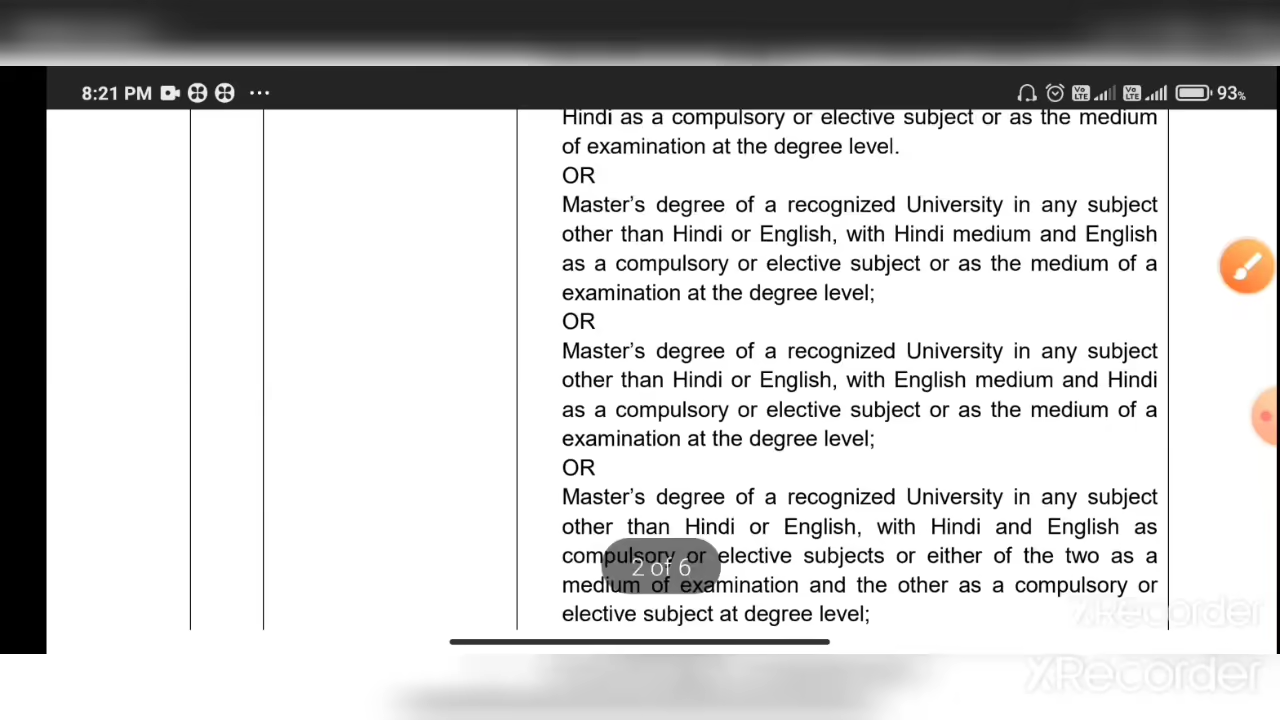 8:21 PM ...
Vo LTE Vo LTE 93%
Hindi as a compulsory or elective subject or as the medium
of examination at the degree level.
OR
Master's degree of a recognized University in any subject
other than Hindi or English, with Hindi medium and English
as a compulsory or elective subject or as the medium of a
examination at the degree level;
OR
Master's degree of a recognized University in any subject
other than Hindi or English, with English medium and Hindi
as a compulsory or elective subject or as the medium of a
examination at the degree level;
OR
Master's degree of a recognized University in any subject
other than Hindi or English, with Hindi and English as
compulsory or elective subjects or either of the two as a
2 of 6
medium of examination and the other as a compulsory or
elective subject at degree level;
XRecorder
XRecorder